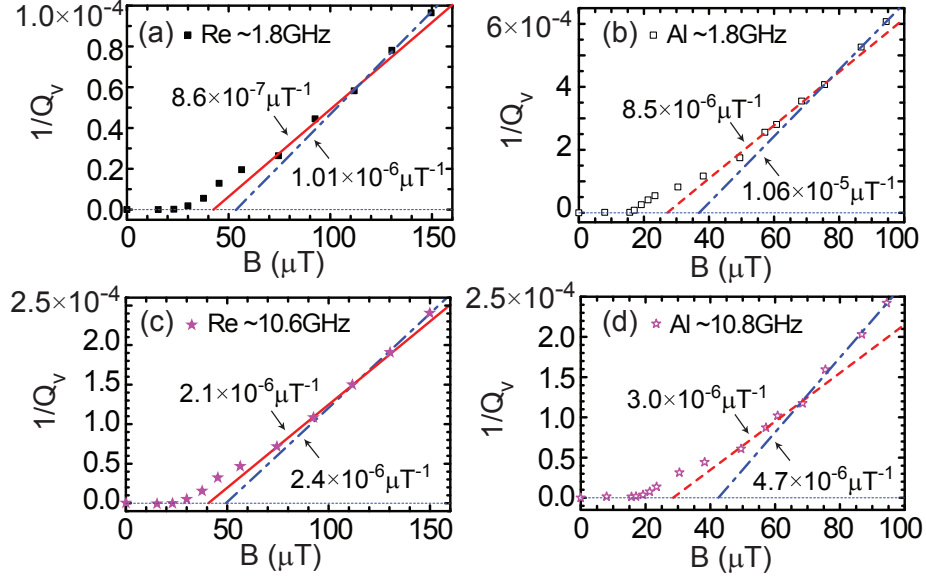 (a) ■ Re ~1.8GHz
1.0×10⁻⁴
0.8
0.6
0.4
0.2
0.0
1/Qᵥ
8.6×10⁻⁷μT⁻¹
1.01×10⁻⁶μT⁻¹
0 50 100 150
B (μT)
(b) □ Al ~1.8GHz
6×10⁻⁴
4
2
0
1/Qᵥ
8.5×10⁻⁶μT⁻¹
1.06×10⁻⁵μT⁻¹
0 20 40 60 80 100
B (μT)
(c) ★ Re ~10.6GHz
2.5×10⁻⁴
2.0
1.5
1.0
0.5
0.0
1/Qᵥ
2.1×10⁻⁶μT⁻¹
2.4×10⁻⁶μT⁻¹
0 50 100 150
B (μT)
(d) ☆ Al ~10.8GHz
2.5×10⁻⁴
2.0
1.5
1.0
0.5
0.0
1/Qᵥ
3.0×10⁻⁶μT⁻¹
4.7×10⁻⁶μT⁻¹
0 20 40 60 80 100
B (μT)